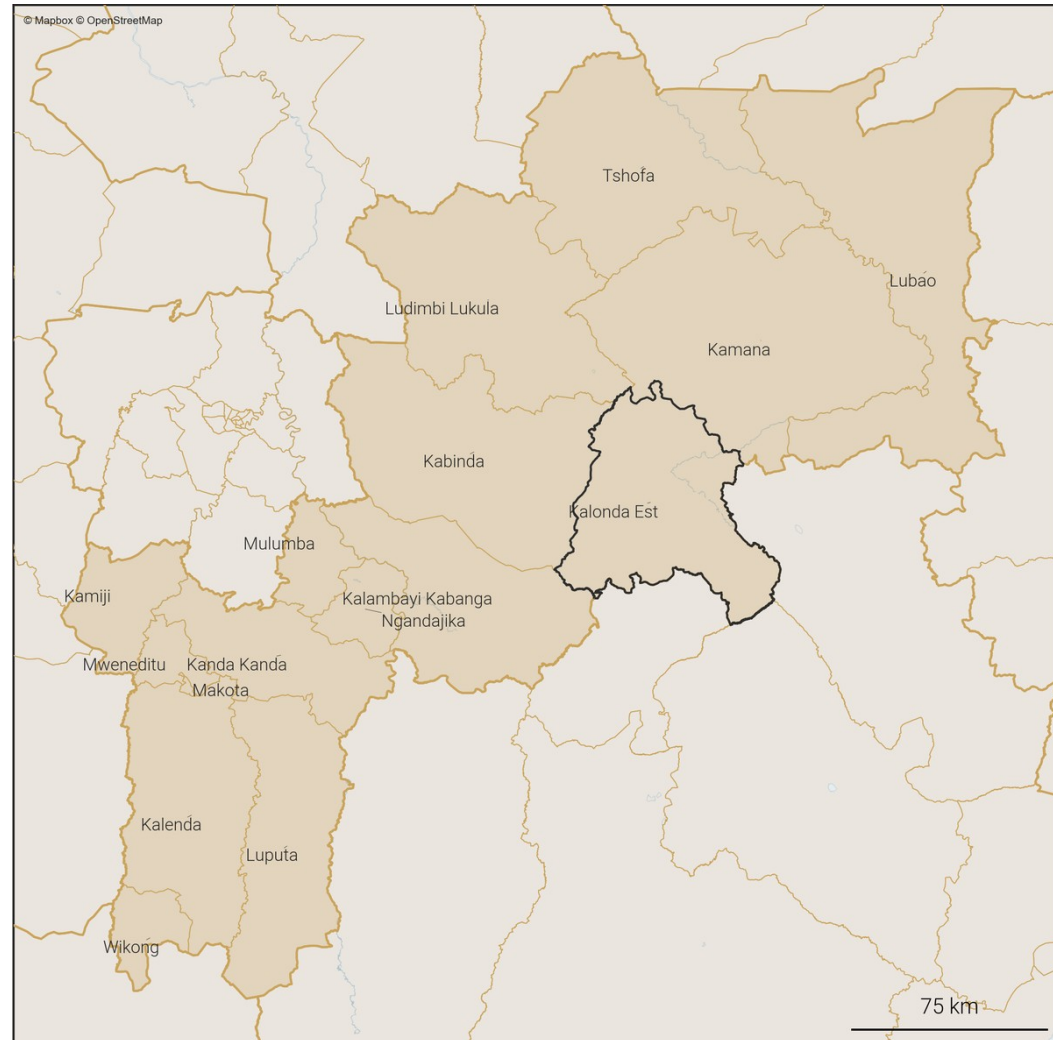 © Mapbox © OpenStreetMap
Tshofa
Lubao
Ludimbi Lukula
Kamana
Kabinda
Kalonda Est
Mulumba
Kamiji
Kalambayi Kabanga
Ngandajika
Mweneditu
Kanda Kanda
Makota
Kalenda
Luputa
Wikong
75 km